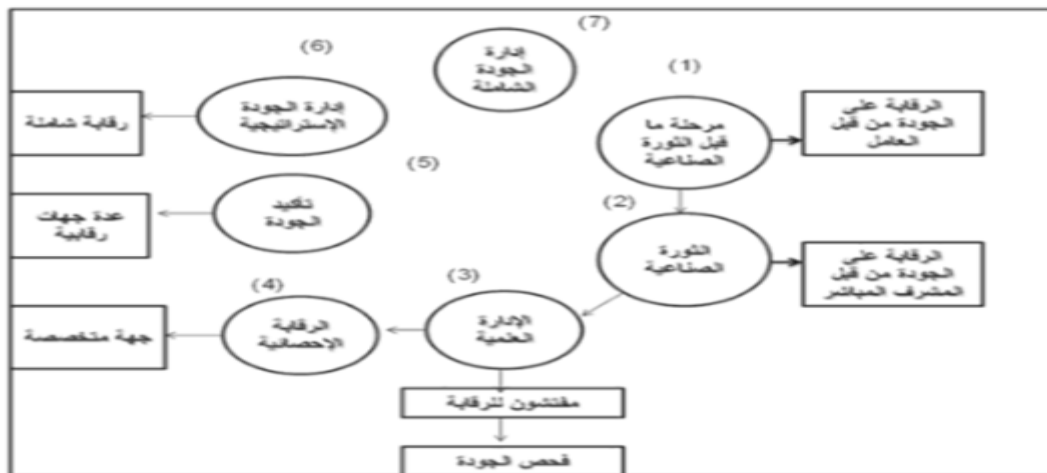 (7)
إدارة
الجودة
الشاملة
(1)
مرحلة ما
قبل الثورة
الصناعية
الرقابة على
الجودة من قبل
العامل
(6)
إدارة الجودة
الإستراتيجية
رقابة شاملة
(2)
الثورة
الصناعية
الرقابة على
الجودة من قبل
المشرف المباشر
(5)
تأكيد
الجودة
عدة جهات
رقابية
(3)
الإدارة
العلمية
(4)
الرقابة
الإحصائية
جهة متخصصة
مفتشون للرقابة
فحص الجودة